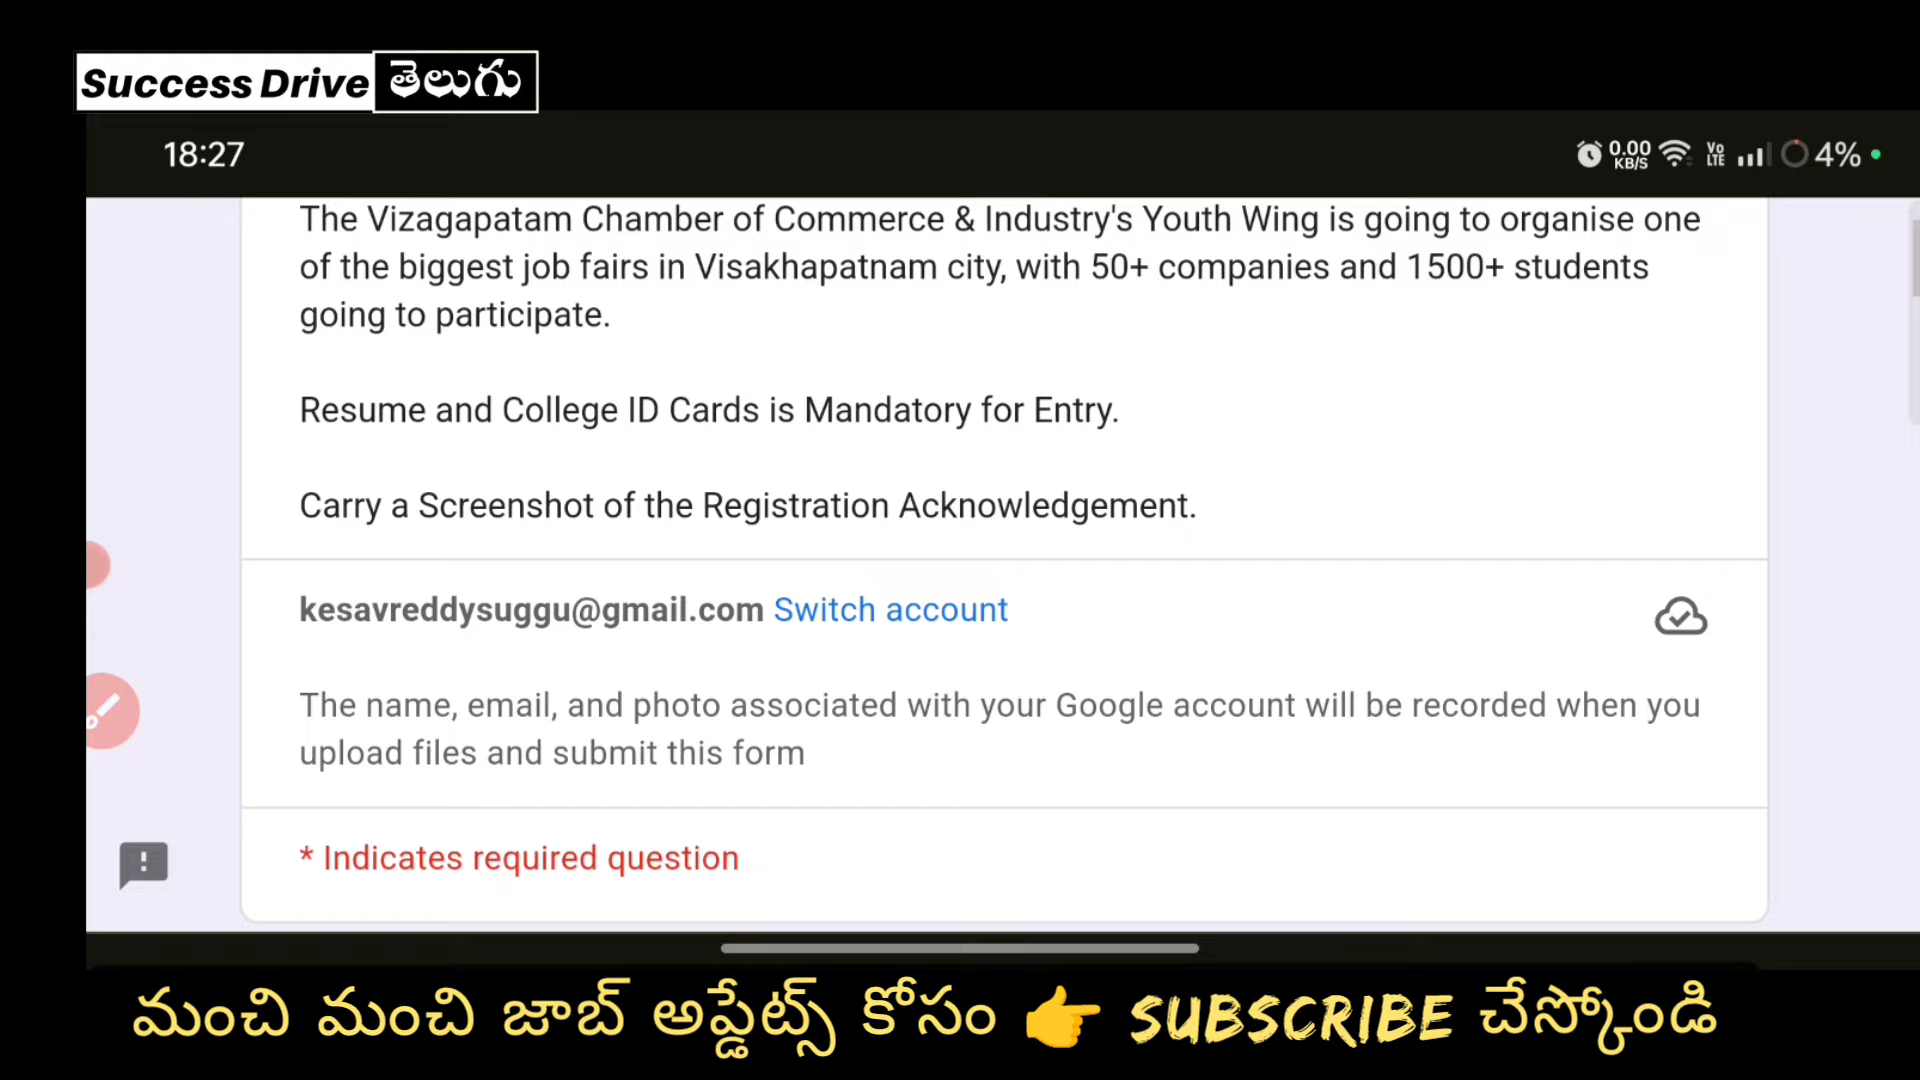 Success Drive తెలుగు
18:27 0.00 KB/S Vo LTE 4%
The Vizagapatam Chamber of Commerce & Industry's Youth Wing is going to organise one
of the biggest job fairs in Visakhapatnam city, with 50+ companies and 1500+ students
going to participate.
Resume and College ID Cards is Mandatory for Entry.
Carry a Screenshot of the Registration Acknowledgement.
kesavreddysuggu@gmail.com Switch account
The name, email, and photo associated with your Google account will be recorded when you
upload files and submit this form
* Indicates required question
మంచి మంచి జాబ్ అప్డేట్స్ కోసం 👉 SUBSCRIBE చేస్కోండి